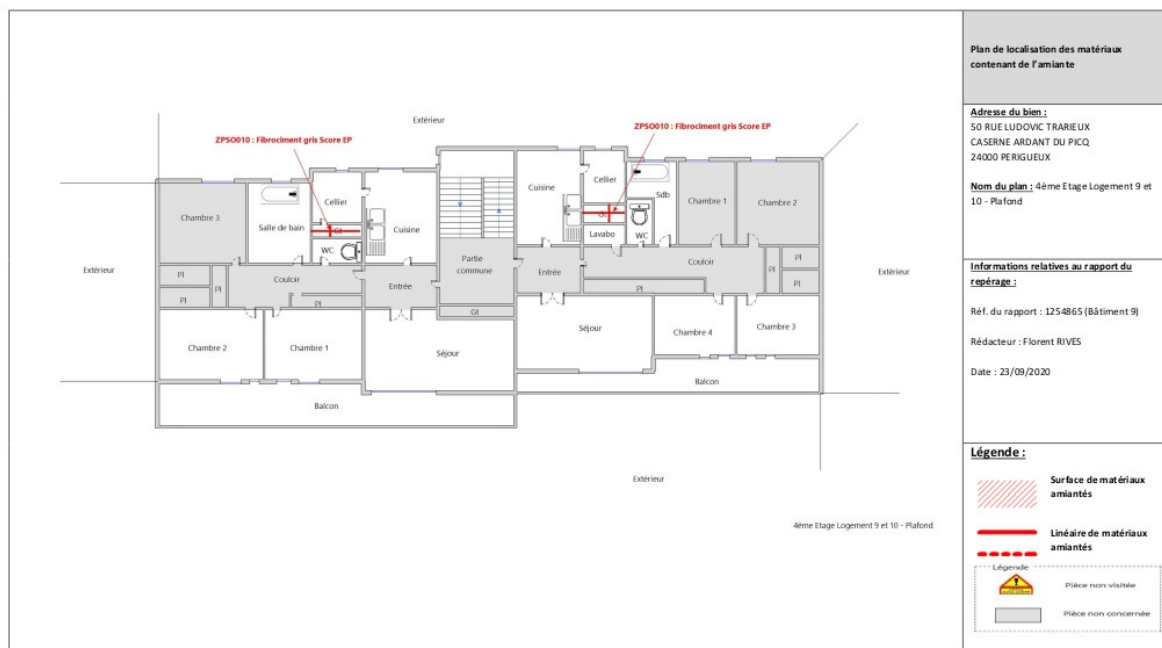 Extérieur
ZPSO010 : Fibrociment gris Score EP
ZPSO010 : Fibrociment gris Score EP
Chambre 3
Salle de bain
Cellier
Gt
WC
Cuisine
Cuisine
Cellier
Gt
Lavabo
WC
Sdb
Chambre 1
Chambre 2
Extérieur
Pl
Pl
Pl
Couloir
Pl
Entrée
Partie
commune
Gt
Entrée
Couloir
Pl
Pl
Pl
Pl
Extérieur
Chambre 2
Chambre 1
Séjour
Séjour
Chambre 4
Chambre 3
Balcon
Balcon
Extérieur
4ème Etage Logement 9 et 10 - Plafond
Plan de localisation des matériaux
contenant de l'amiante
Adresse du bien :
50 RUE LUDOVIC TRARIEUX
CASERNE ARDANT DU PICQ
24000 PERIGUEUX
Nom du plan : 4ème Etage Logement 9 et
10 - Plafond
Informations relatives au rapport du
repérage :
Réf. du rapport : 1254865 (Bâtiment 9)
Rédacteur : Florent RIVES
Date : 23/09/2020
Légende :
Surface de matériaux
amiantés
Linéaire de matériaux
amiantés
Légende
Pièce non visitée
Pièce non concernée